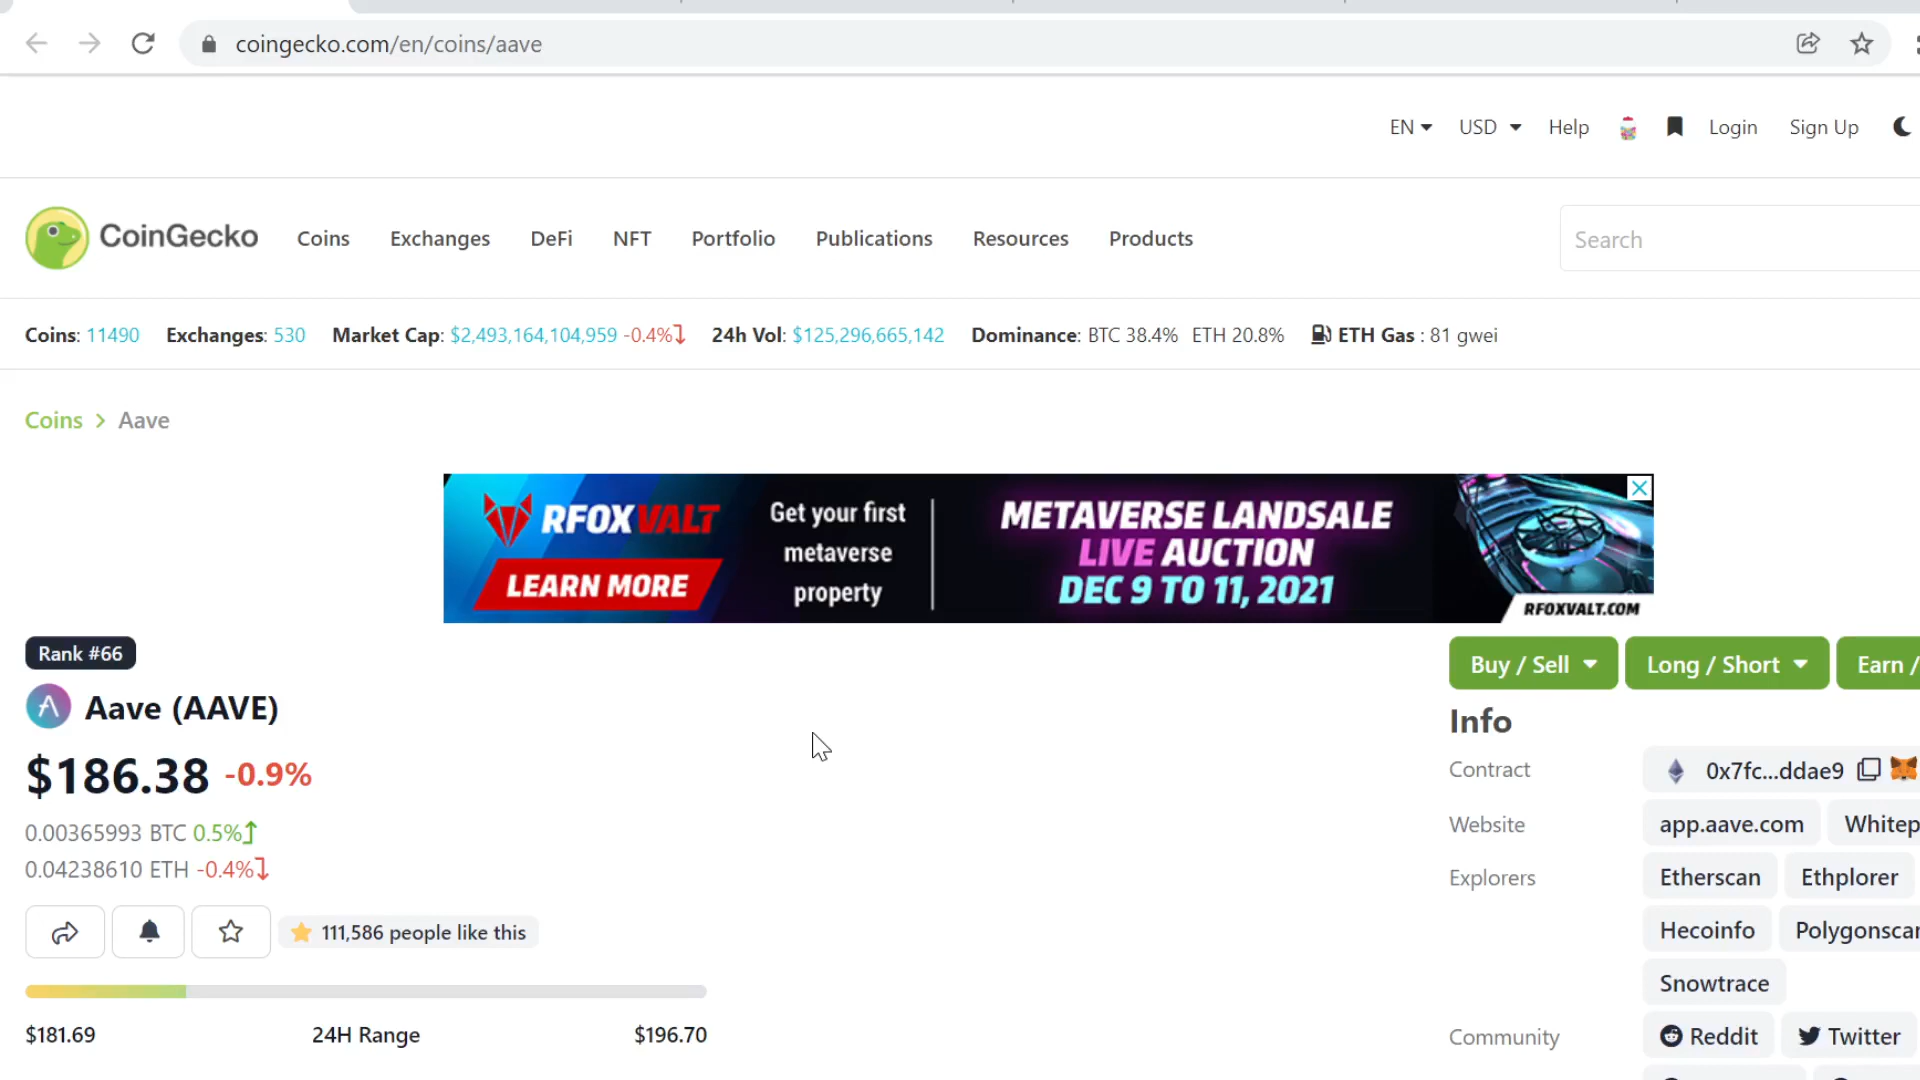 coingecko.com/en/coins/aave
EN USD Help Login Sign Up
CoinGecko Coins Exchanges DeFi NFT Portfolio Publications Resources Products Search
Coins: 11490 Exchanges: 530 Market Cap: $2,493,164,104,959 -0.4% 24h Vol: $125,296,665,142 Dominance: BTC 38.4% ETH 20.8% ETH Gas : 81 gwei
Coins > Aave
RFOXVALT
LEARN MORE
Get your first
metaverse
property
METAVERSE LANDSALE
LIVE AUCTION
DEC 9 TO 11, 2021
RFOXVALT.COM
Rank #66
Aave (AAVE)
$186.38 -0.9%
0.00365993 BTC 0.5%
0.04238610 ETH -0.4%
111,586 people like this
$181.69 24H Range $196.70
Buy / Sell Long / Short Earn /
Info
Contract 0x7fc...ddae9
Website app.aave.com Whitep
Explorers Etherscan Ethplorer
Hecoinfo Polygonscan
Snowtrace
Community Reddit Twitter